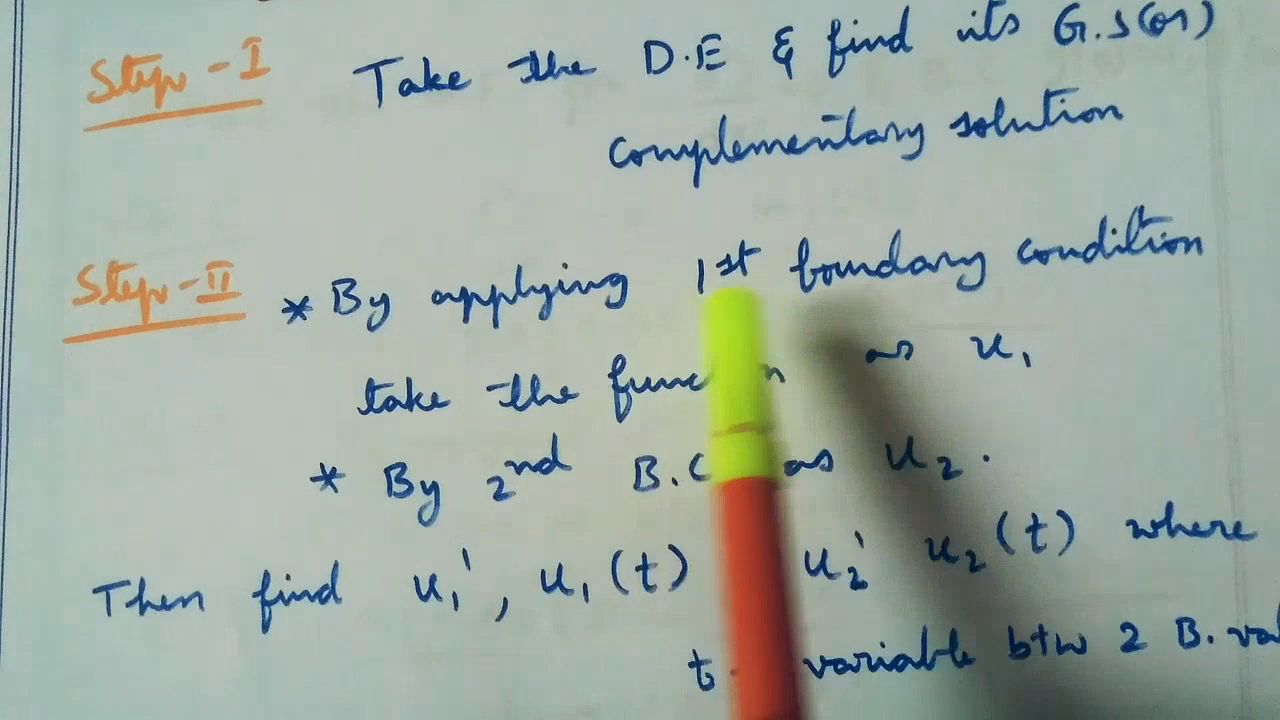 Step - I Take the D.E & find its G.S (or)
complementary solution
Step - II * By applying 1st boundary condition
take the as u₁
* By 2nd B.C as u₂.
Then find u₁', u₁(t) u₂' u₂(t) where
t variable btw 2 B.